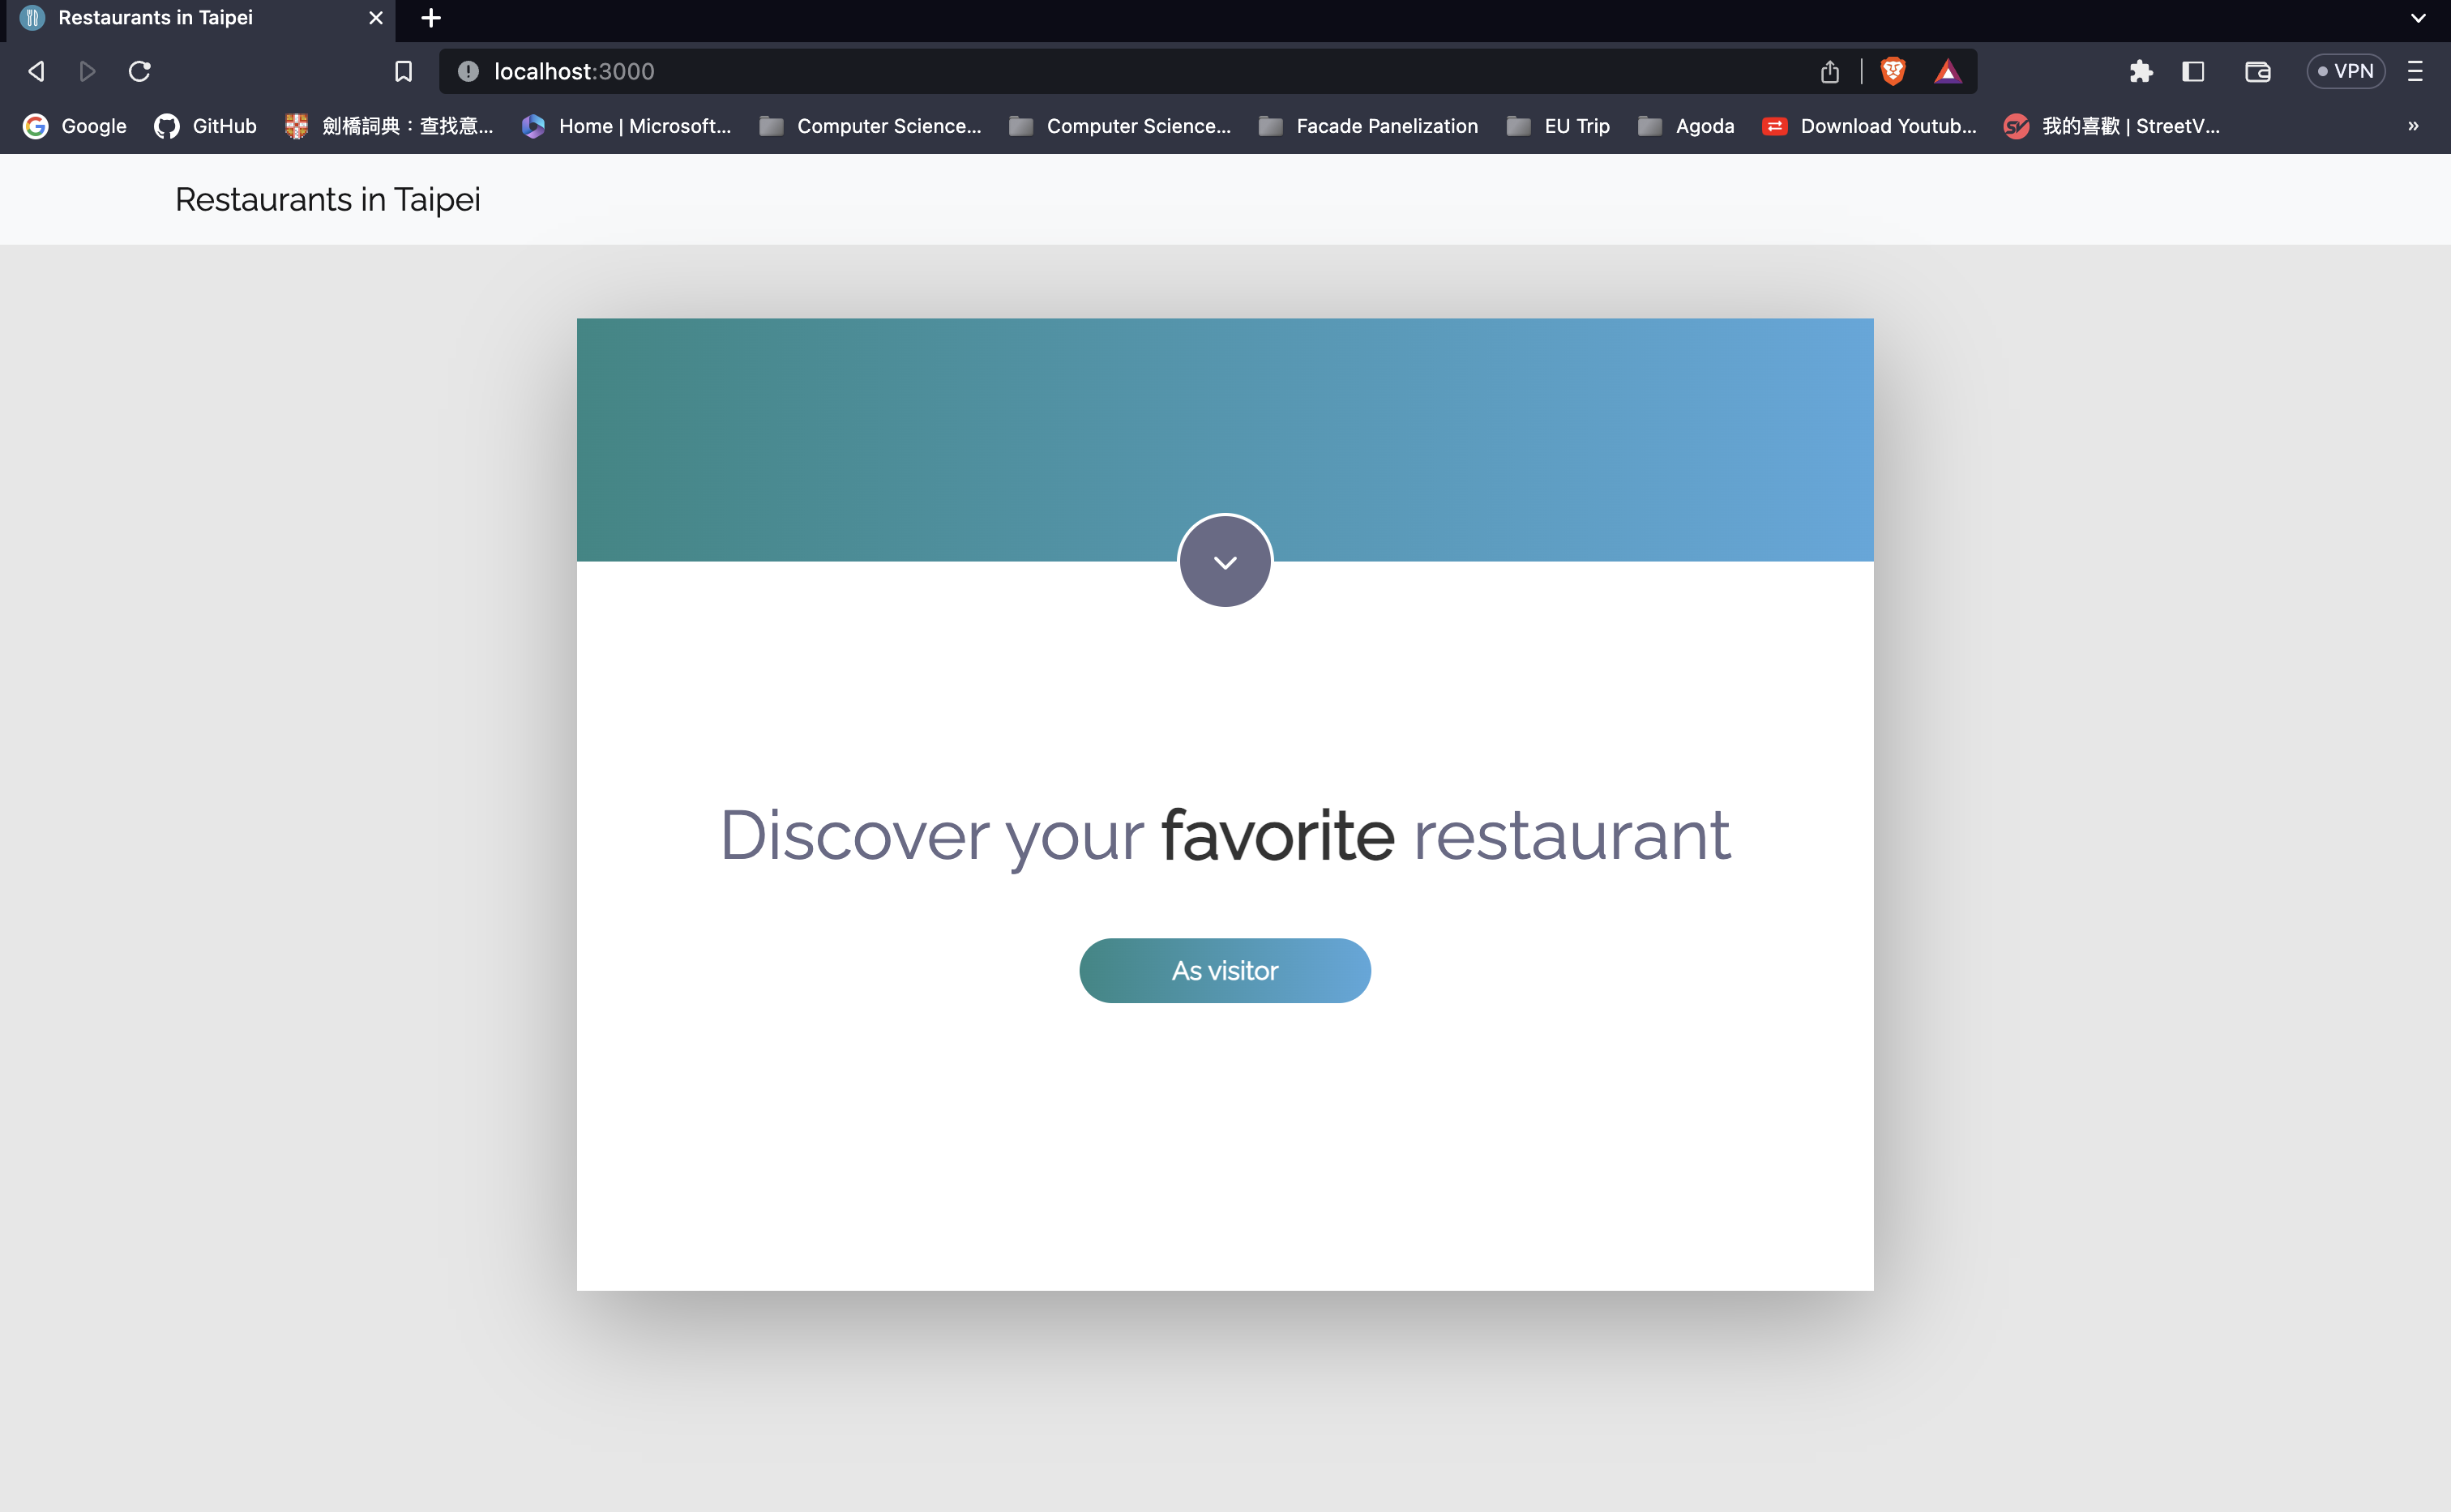 Restaurants in Taipei
localhost:3000
VPN
Google GitHub 劍橋詞典：查找意... Home | Microsoft... Computer Science... Computer Science... Facade Panelization EU Trip Agoda Download Youtub... 我的喜歡 | StreetV... »
Restaurants in Taipei
Discover your favorite restaurant
As visitor